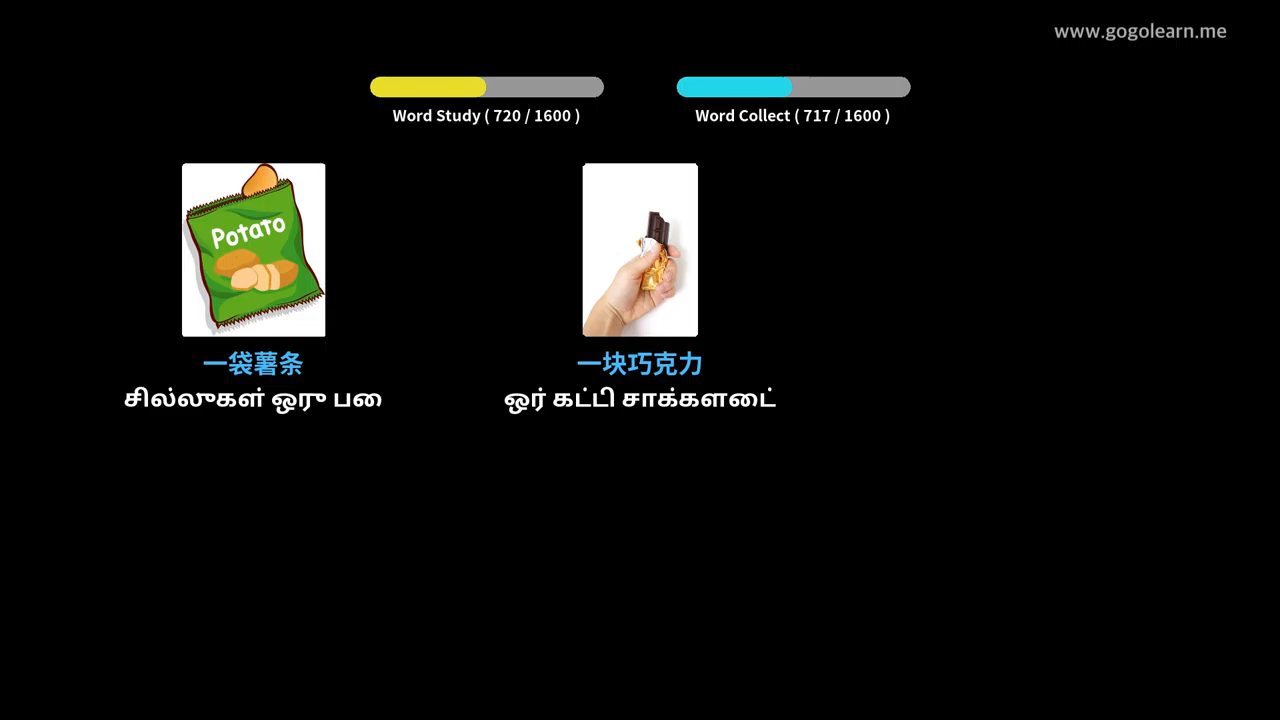 www.gogolearn.me
Word Study ( 720 / 1600 )
Word Collect ( 717 / 1600 )
Potato
一袋薯条
一块巧克力
சில்லுகள் ஒரு பை
ஓர் கட்டி சாக்களடை்